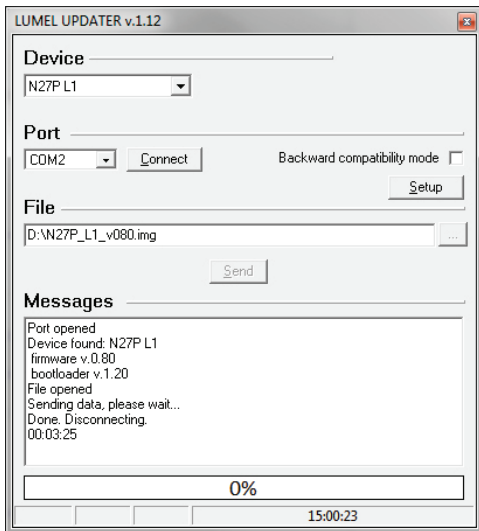 LUMEL UPDATER v.1.12
Device
N27P L1
Port
COM2 Connect Backward compatibility mode
Setup
File
D:\N27P_L1_v080.img ...
Send
Messages
Port opened
Device found: N27P L1
firmware v.0.80
bootloader v.1.20
File opened
Sending data, please wait...
Done. Disconnecting.
00:03:25
0%
15:00:23